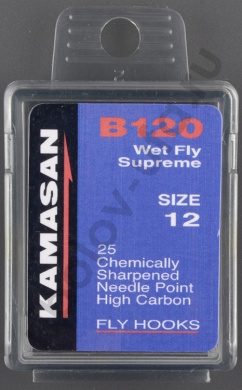 KAMASAN
B120
Wet Fly
Supreme
SIZE
12
25
Chemically
Sharpened
Needle Point
High Carbon
FLY HOOKS